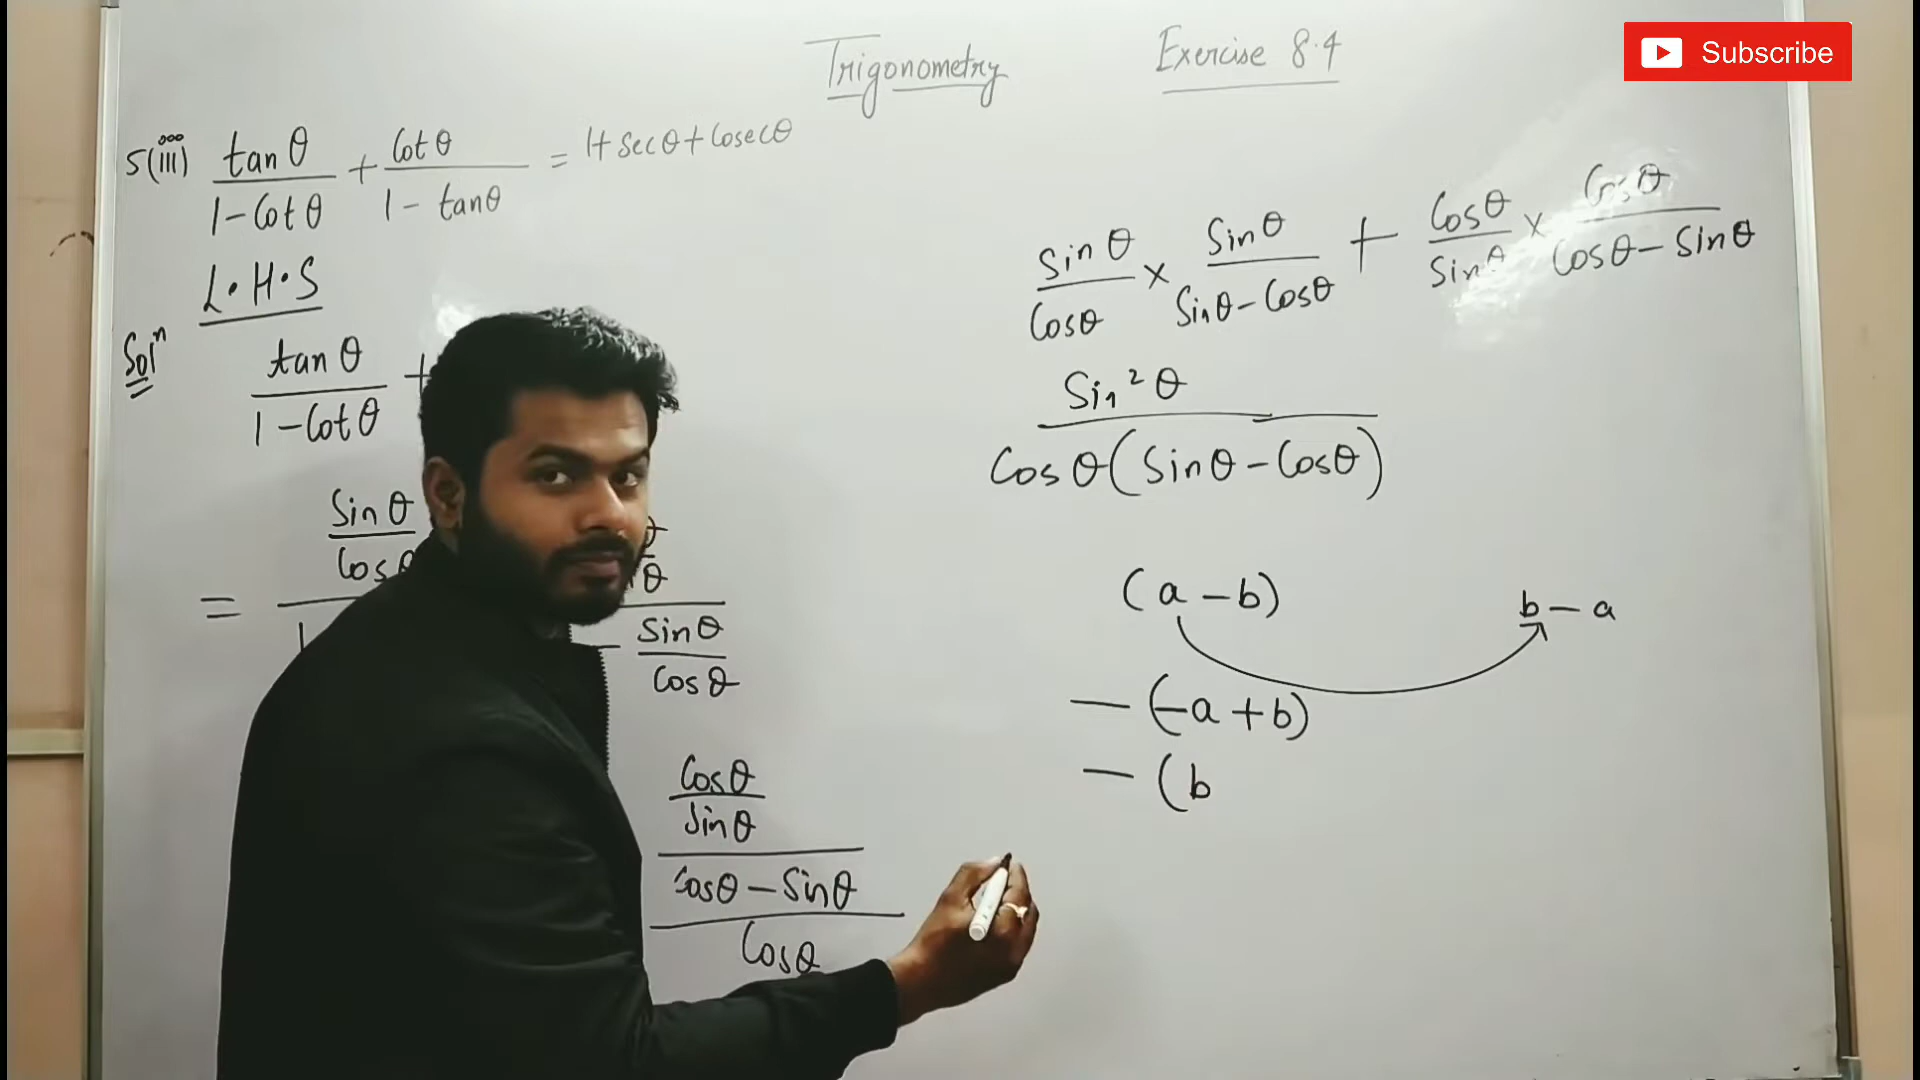 Trigonometry Exercise 8.4
Subscribe
5(iii) tanθ/(1-Cotθ) + Cotθ/(1-tanθ) = 1+Secθ+Cosecθ
L.H.S
Solⁿ tanθ/(1-Cotθ) +
= Sinθ/Cosθ
Sinθ/Cosθ
Cosθ/Sinθ
Cosθ-Sinθ
Cosθ
Sinθ/Cosθ × Sinθ/(Sinθ-Cosθ) + Cosθ/Sinθ × Cosθ/(Cosθ-Sinθ)
Sin²θ
Cosθ(Sinθ-Cosθ)
(a-b) b-a
-(-a+b)
-(b